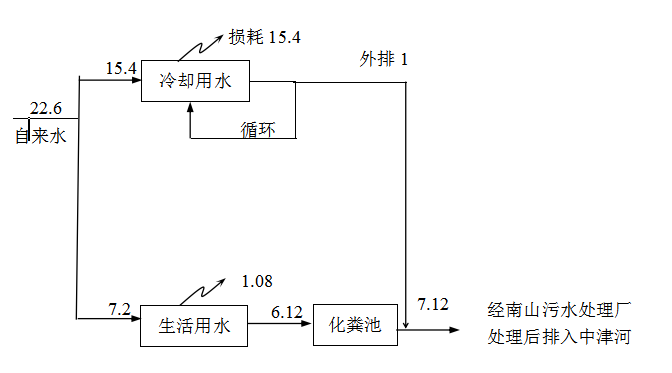 损耗 15.4
外排 1
15.4
冷却用水
22.6
自来水
循环
1.08
7.2
6.12
7.12
生活用水
化粪池
经南山污水处理厂
处理后排入中津河